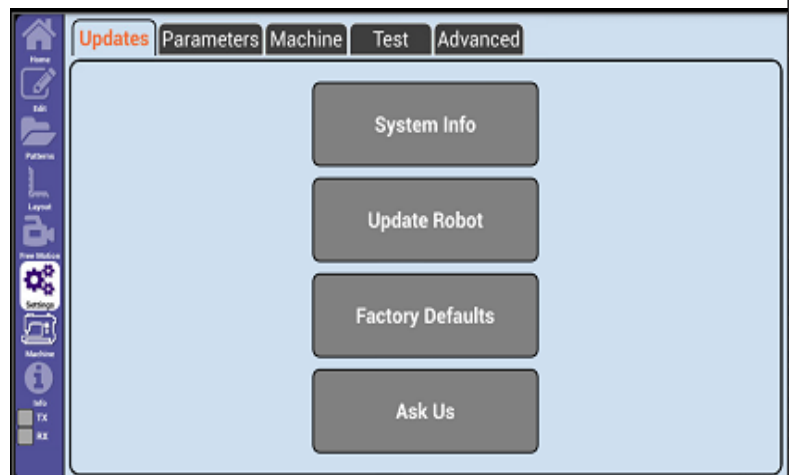 Updates Parameters Machine Test Advanced
Home
Edit
Patterns
Layout
Free Motion
Settings
Machine
Info
TX
RX
System Info
Update Robot
Factory Defaults
Ask Us